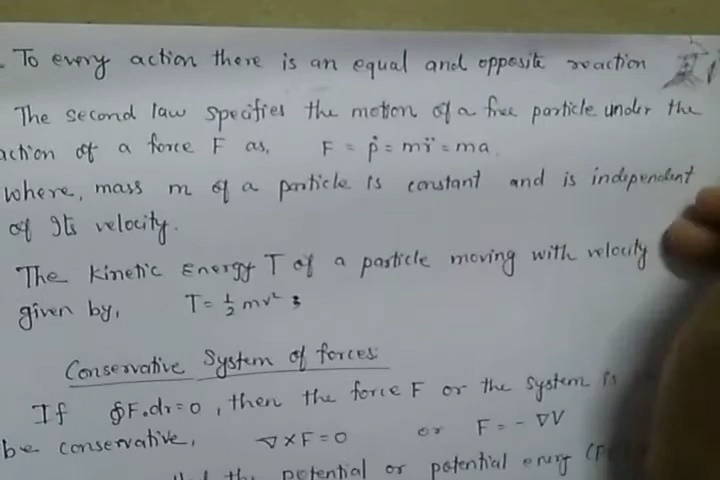 To every action there is an equal and opposite reaction
The second law specifies the motion of a free particle under the
action of a force F as, F = ṗ = mr̈ = ma.
where, mass m of a particle is constant and is independent
of its velocity.
The kinetic Energy T of a particle moving with velocity
given by, T = ½ mv² ;
Conservative System of forces:
If ∮F.dr = 0, then the force F or the system is
be conservative, ∇ × F = 0 or F = - ∇V
the potential or potential energy